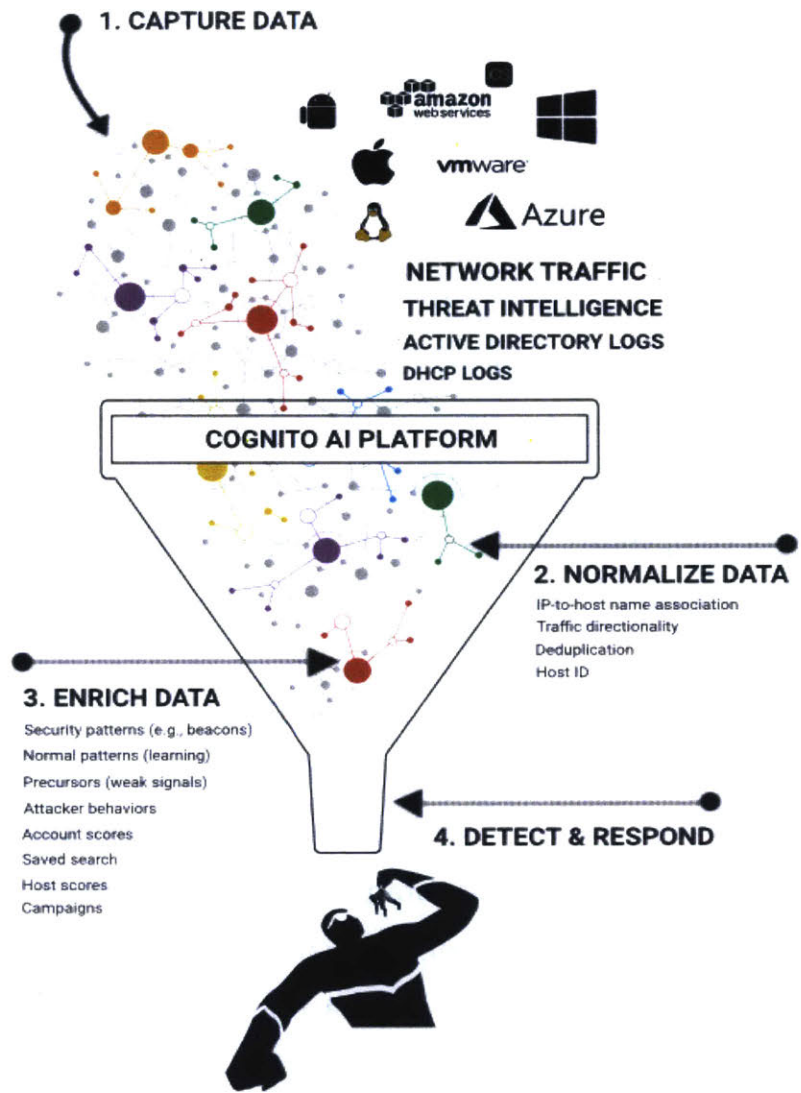 1. CAPTURE DATA
amazon
webservices
vmware
Azure
NETWORK TRAFFIC
THREAT INTELLIGENCE
ACTIVE DIRECTORY LOGS
DHCP LOGS
COGNITO AI PLATFORM
2. NORMALIZE DATA
IP-to-host name association
Traffic directionality
Deduplication
Host ID
3. ENRICH DATA
Security patterns (e.g., beacons)
Normal patterns (learning)
Precursors (weak signals)
Attacker behaviors
Account scores
Saved search
Host scores
Campaigns
4. DETECT & RESPOND